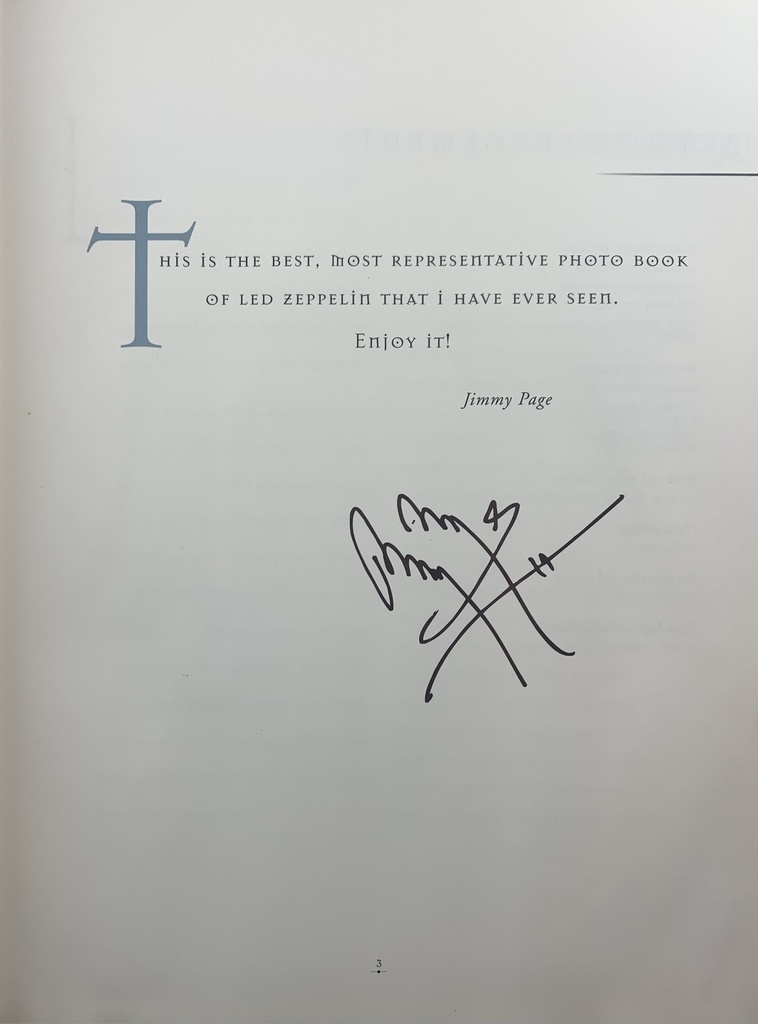 This is the best, most representative photo book
of Led Zeppelin that i have ever seen.
Enjoy it!
Jimmy Page
3